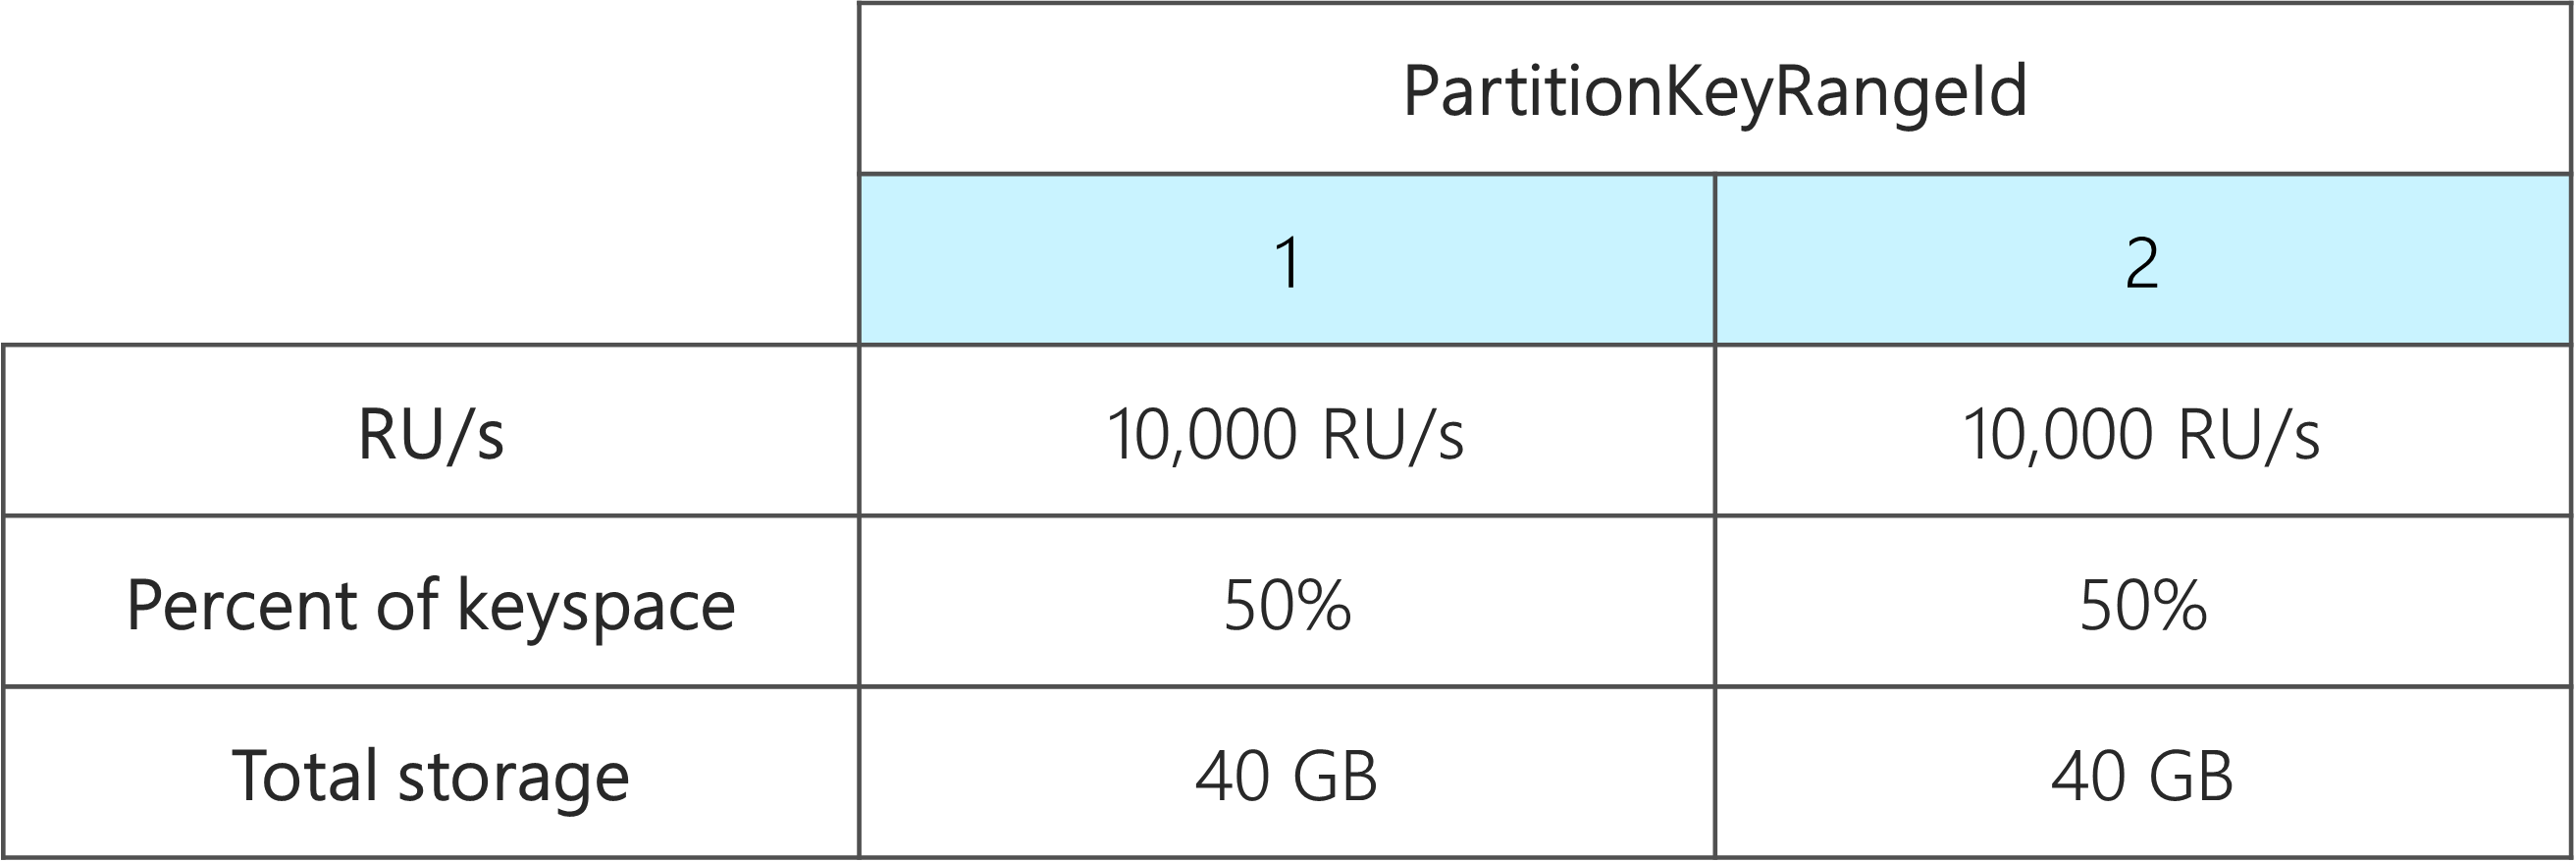 PartitionKeyRangeId
1 2
RU/s 10,000 RU/s 10,000 RU/s
Percent of keyspace 50% 50%
Total storage 40 GB 40 GB